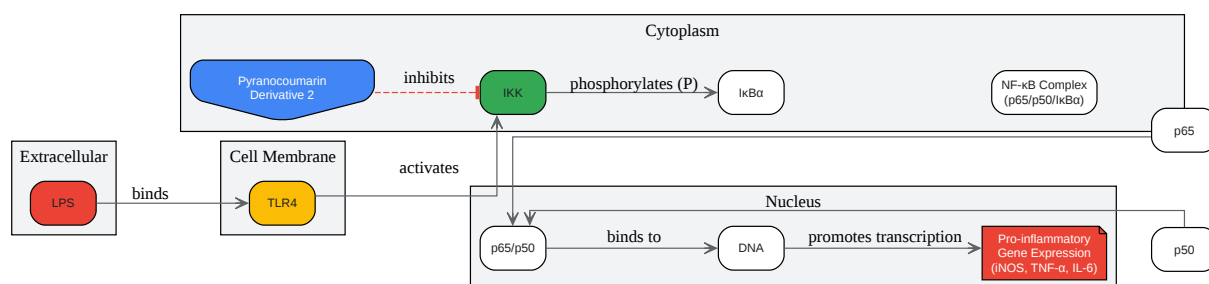 Cytoplasm
Pyranocoumarin
Derivative 2
inhibits
IKK
phosphorylates (P)
IκBα
NF-κB Complex
(p65/p50/IκBα)
p65
Extracellular
LPS
binds
Cell Membrane
TLR4
activates
Nucleus
p65/p50
binds to
DNA
promotes transcription
Pro-inflammatory
Gene Expression
(iNOS, TNF-α, IL-6)
p50